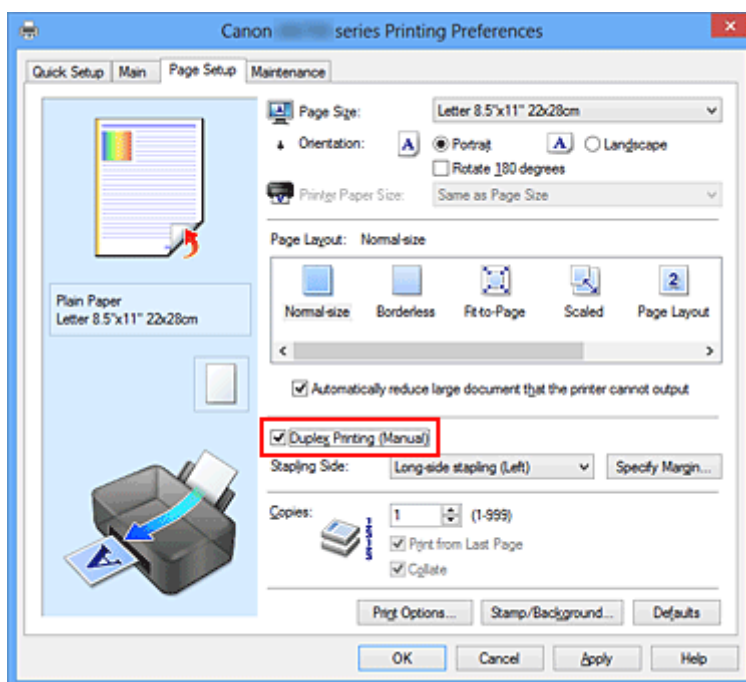 Canon series Printing Preferences
Quick Setup Main Page Setup Maintenance
Page Size: Letter 8.5"x11" 22x28cm
Orientation: A Portrait A Landscape
Rotate 180 degrees
Printer Paper Size: Same as Page Size
Page Layout: Normal-size
Normal-size Borderless Fit-to-Page Scaled Page Layout
2
Plain Paper
Letter 8.5"x11" 22x28cm
Automatically reduce large document that the printer cannot output
Duplex Printing (Manual)
Stapling Side: Long-side stapling (Left) Specify Margin...
Copies: 1 (1-999)
Print from Last Page
Collate
A
Print Options... Stamp/Background... Defaults
OK Cancel Apply Help